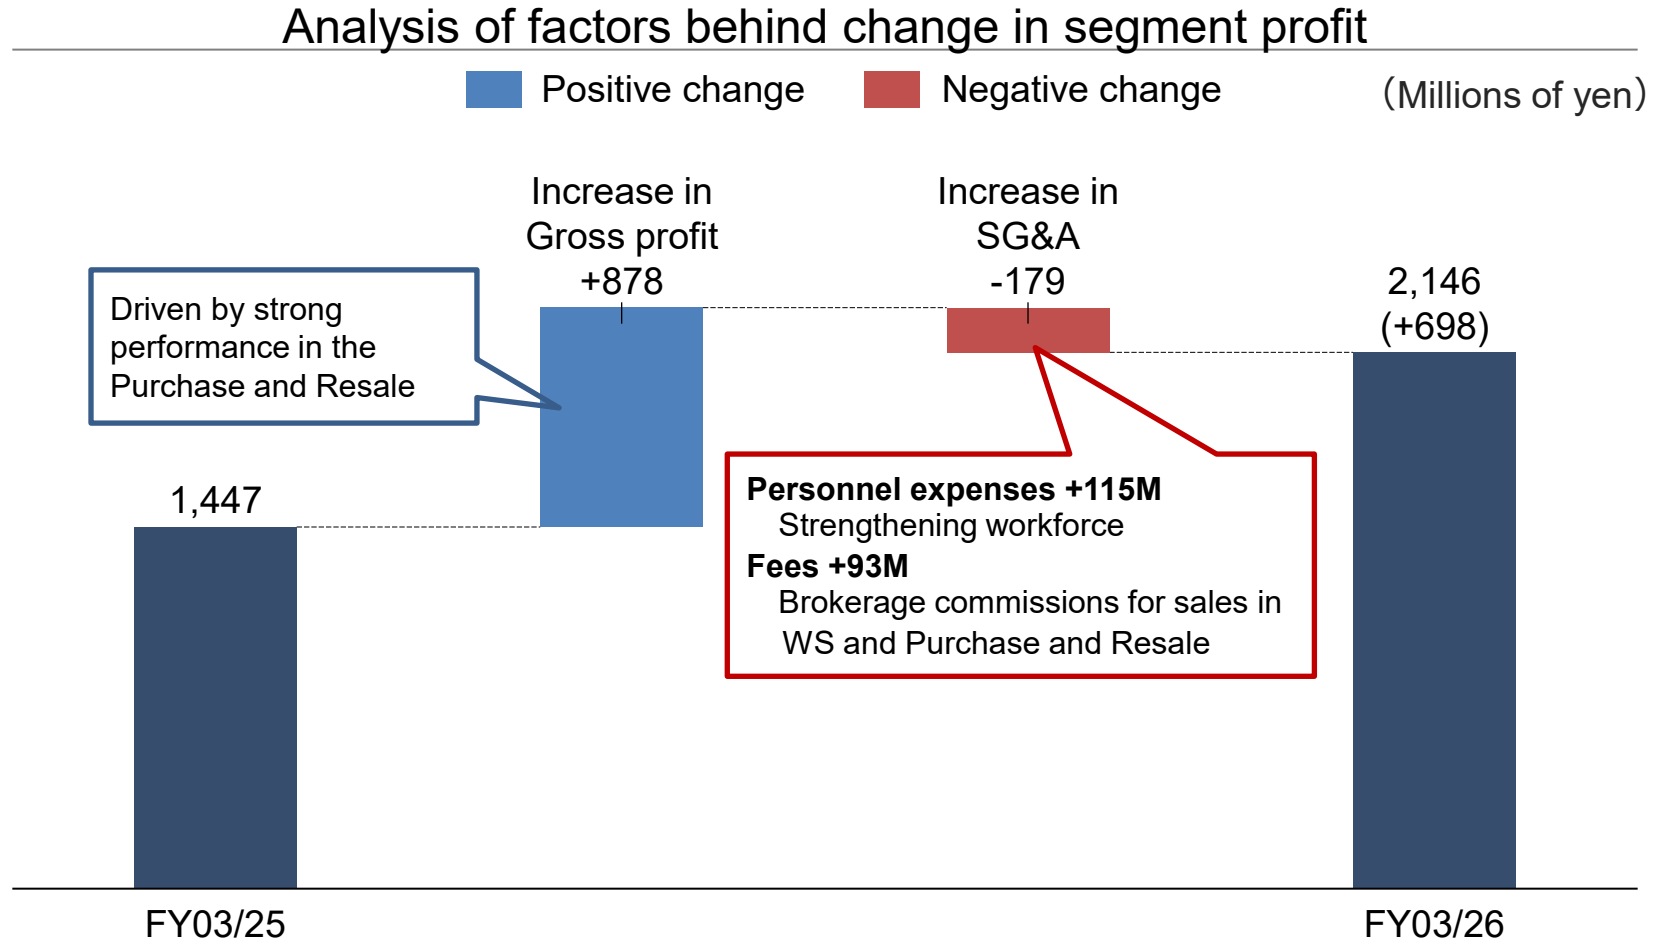 Analysis of factors behind change in segment profit
Positive change
Negative change
（Millions of yen）
Increase in
Gross profit
+878
Increase in
SG&A
-179
2,146
(+698)
Driven by strong
performance in the
Purchase and Resale
1,447
Personnel expenses +115M
Strengthening workforce
Fees +93M
Brokerage commissions for sales in
WS and Purchase and Resale
FY03/25
FY03/26